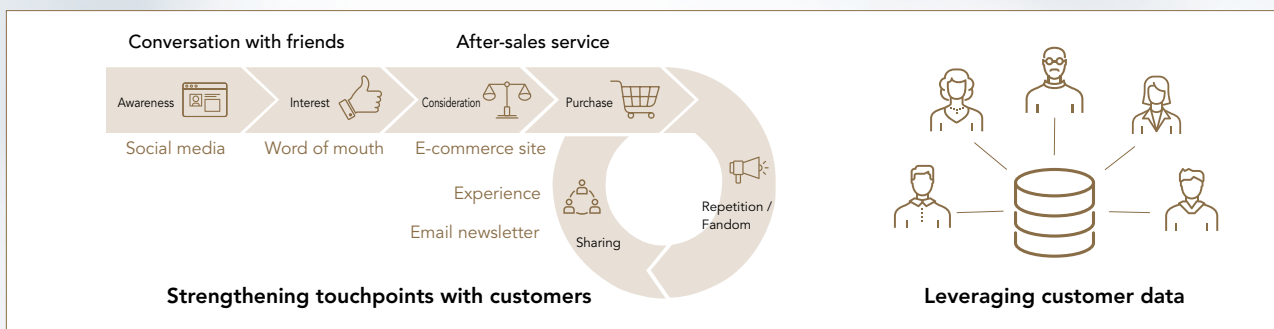 Conversation with friends
After-sales service
Awareness
Interest
Consideration
Purchase
Social media
Word of mouth
E-commerce site
Experience
Email newsletter
Sharing
Repetition /
Fandom
Strengthening touchpoints with customers
Leveraging customer data